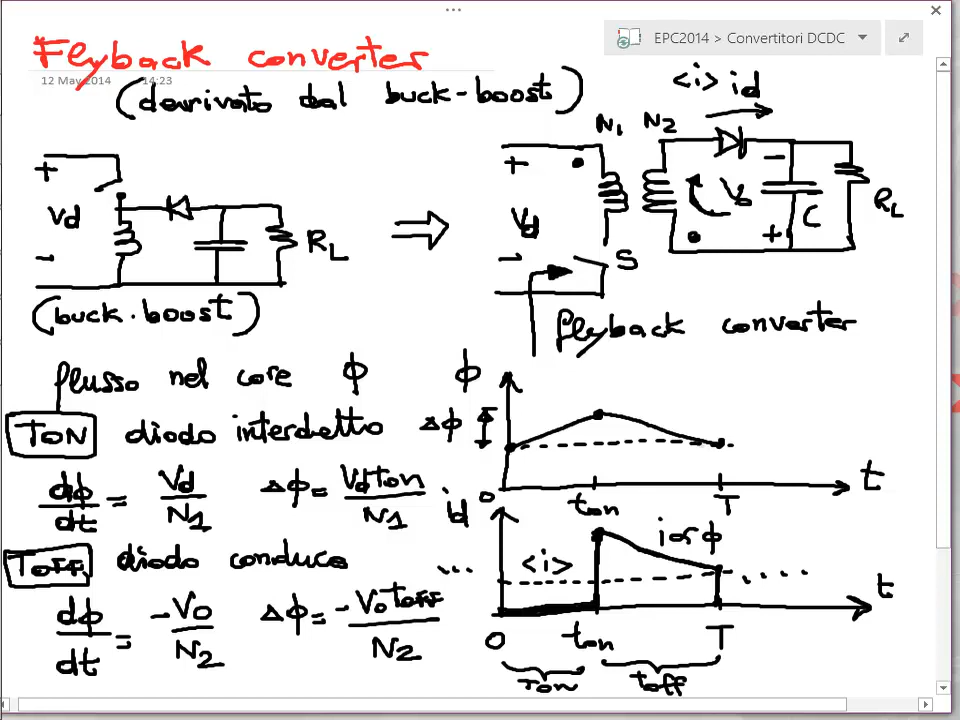 EPC2014 > Convertitori DCDC
Flyback converter
12 May 2014 14:23
(derivato dal buck-boost)
<i> id
N1 N2
+
Vd
-
RL
(buck.boost)
+
Vd
-
S
-
Vo
+
C
RL
flyback converter
flusso nel core ϕ
TON diodo interdetto
dϕ/dt = Vd/N1 Δϕ = Vd ton/N1
TOFF diodo conduce
dϕ/dt = -Vo/N2 Δϕ = -Vo toff/N2
ϕ
Δϕ
0 ton T t
id
<i> i∝ϕ
... ....
0 ton T t
Ton Toff